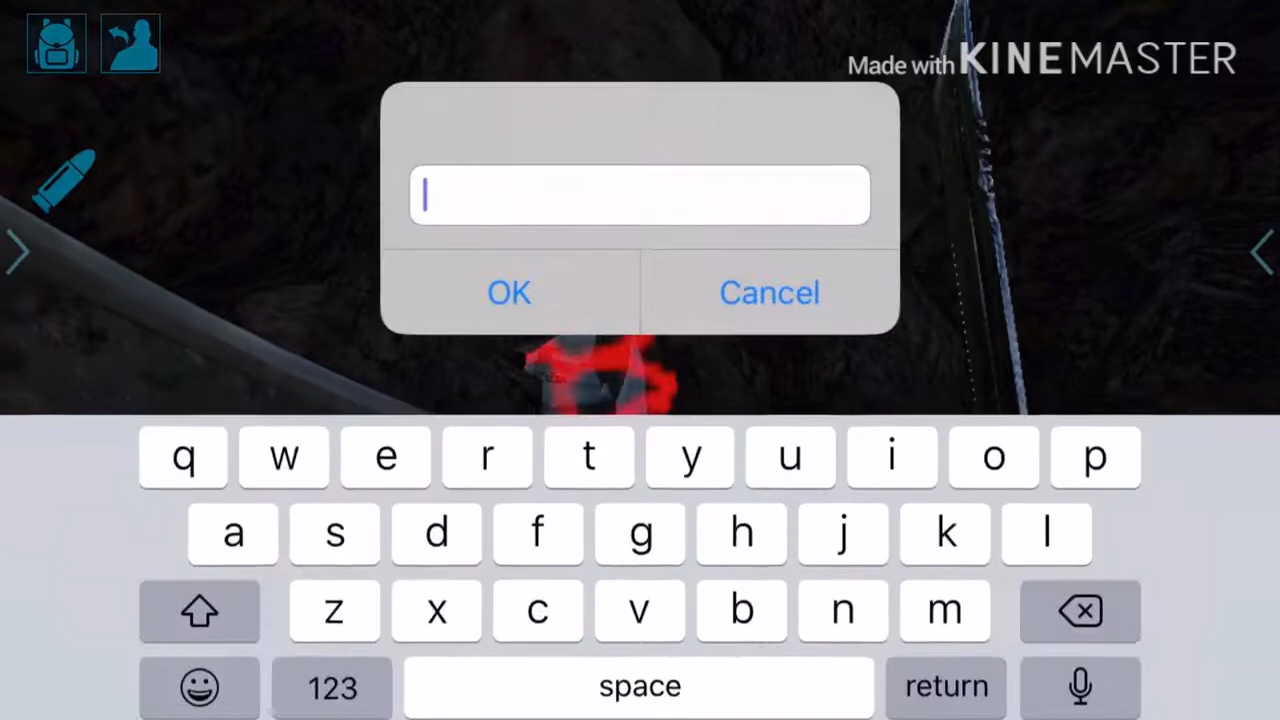 Made with KINEMASTER
OK Cancel
q w e r t y u i o p
a s d f g h j k l
z x c v b n m
123 space return